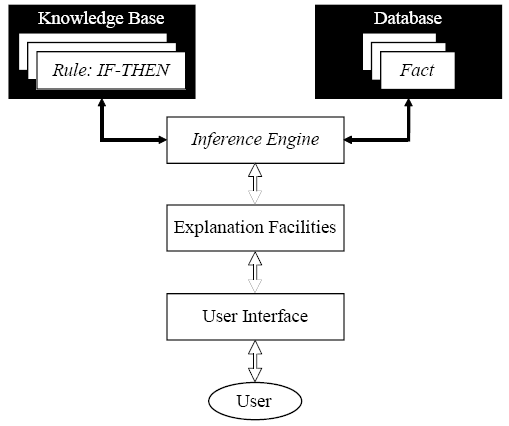 Knowledge Base
Rule: IF-THEN
Database
Fact
Inference Engine
Explanation Facilities
User Interface
User